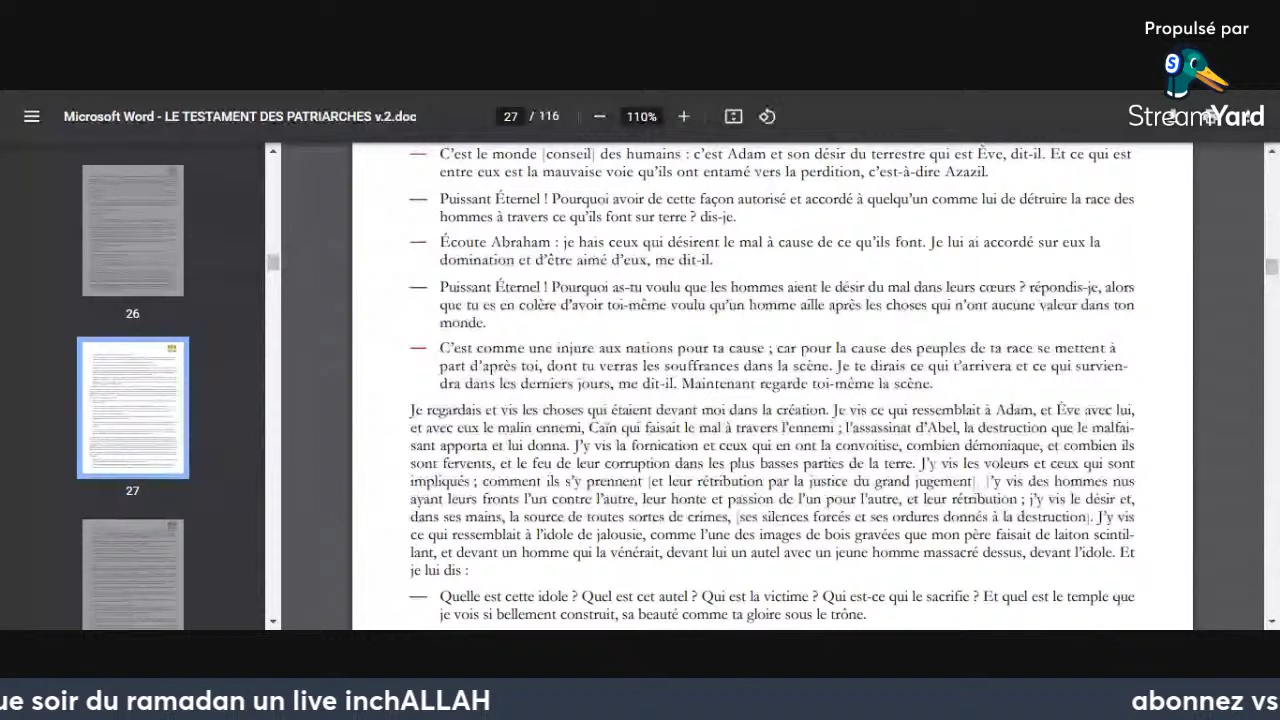 Propulsé par
StreamYard
Microsoft Word - LE TESTAMENT DES PATRIARCHES v.2.doc
27 / 116
110%
— C’est le monde |conseil| des humains : c’est Adam et son désir du terrestre qui est Ève, dit-il. Et ce qui est
entre eux est la mauvaise voie qu’ils ont entamé vers la perdition, c’est-à-dire Azazil.
— Puissant Éternel ! Pourquoi avoir de cette façon autorisé et accordé à quelqu’un comme lui de détruire la race des
hommes à travers ce qu’ils font sur terre ? dis-je.
— Écoute Abraham : je hais ceux qui désirent le mal à cause de ce qu’ils font. Je lui ai accordé sur eux la
domination et d’être aimé d’eux, me dit-il.
— Puissant Éternel ! Pourquoi as-tu voulu que les hommes aient le désir du mal dans leurs cœurs ? répondis-je, alors
que tu es en colère d’avoir toi-même voulu qu’un homme aille après les choses qui n’ont aucune valeur dans ton
monde.
— C’est comme une injure aux nations pour ta cause ; car pour la cause des peuples de ta race se mettent à
part d’après toi, dont tu verras les souffrances dans la scène. Je te dirais ce qui t’arrivera et ce qui survien-
dra dans les derniers jours, me dit-il. Maintenant regarde toi-même la scène.
Je regardais et vis les choses qui étaient devant moi dans la création. Je vis ce qui ressemblait à Adam, et Ève avec lui,
et avec eux le malin ennemi, Caïn qui faisait le mal à travers l’ennemi ; l’assassinat d’Abel, la destruction que le malfai-
sant apporta et lui donna. J’y vis la fornication et ceux qui en ont la convoitise, combien démoniaque, et combien ils
sont fervents, et le feu de leur corruption dans les plus basses parties de la terre. J’y vis les voleurs et ceux qui sont
impliqués ; comment ils s’y prennent |et leur rétribution par la justice du grand jugement| J’y vis des hommes nus
ayant leurs fronts l’un contre l’autre, leur honte et passion de l’un pour l’autre, et leur rétribution ; j’y vis le désir et,
dans ses mains, la source de toutes sortes de crimes, |ses silences forcés et ses ordures donnés à la destruction|. J’y vis
ce qui ressemblait à l’idole de jalousie, comme l’une des images de bois gravées que mon père faisait de laiton scintil-
lant, et devant un homme qui la vénérait, devant lui un autel avec un jeune homme massacré dessus, devant l’idole. Et
je lui dis :
— Quelle est cette idole ? Quel est cet autel ? Qui est la victime ? Qui est-ce qui le sacrifie ? Et quel est le temple que
je vois si bellement construit, sa beauté comme ta gloire sous le trône.
26
27
ue soir du ramadan un live inchALLAH
abonnez vs